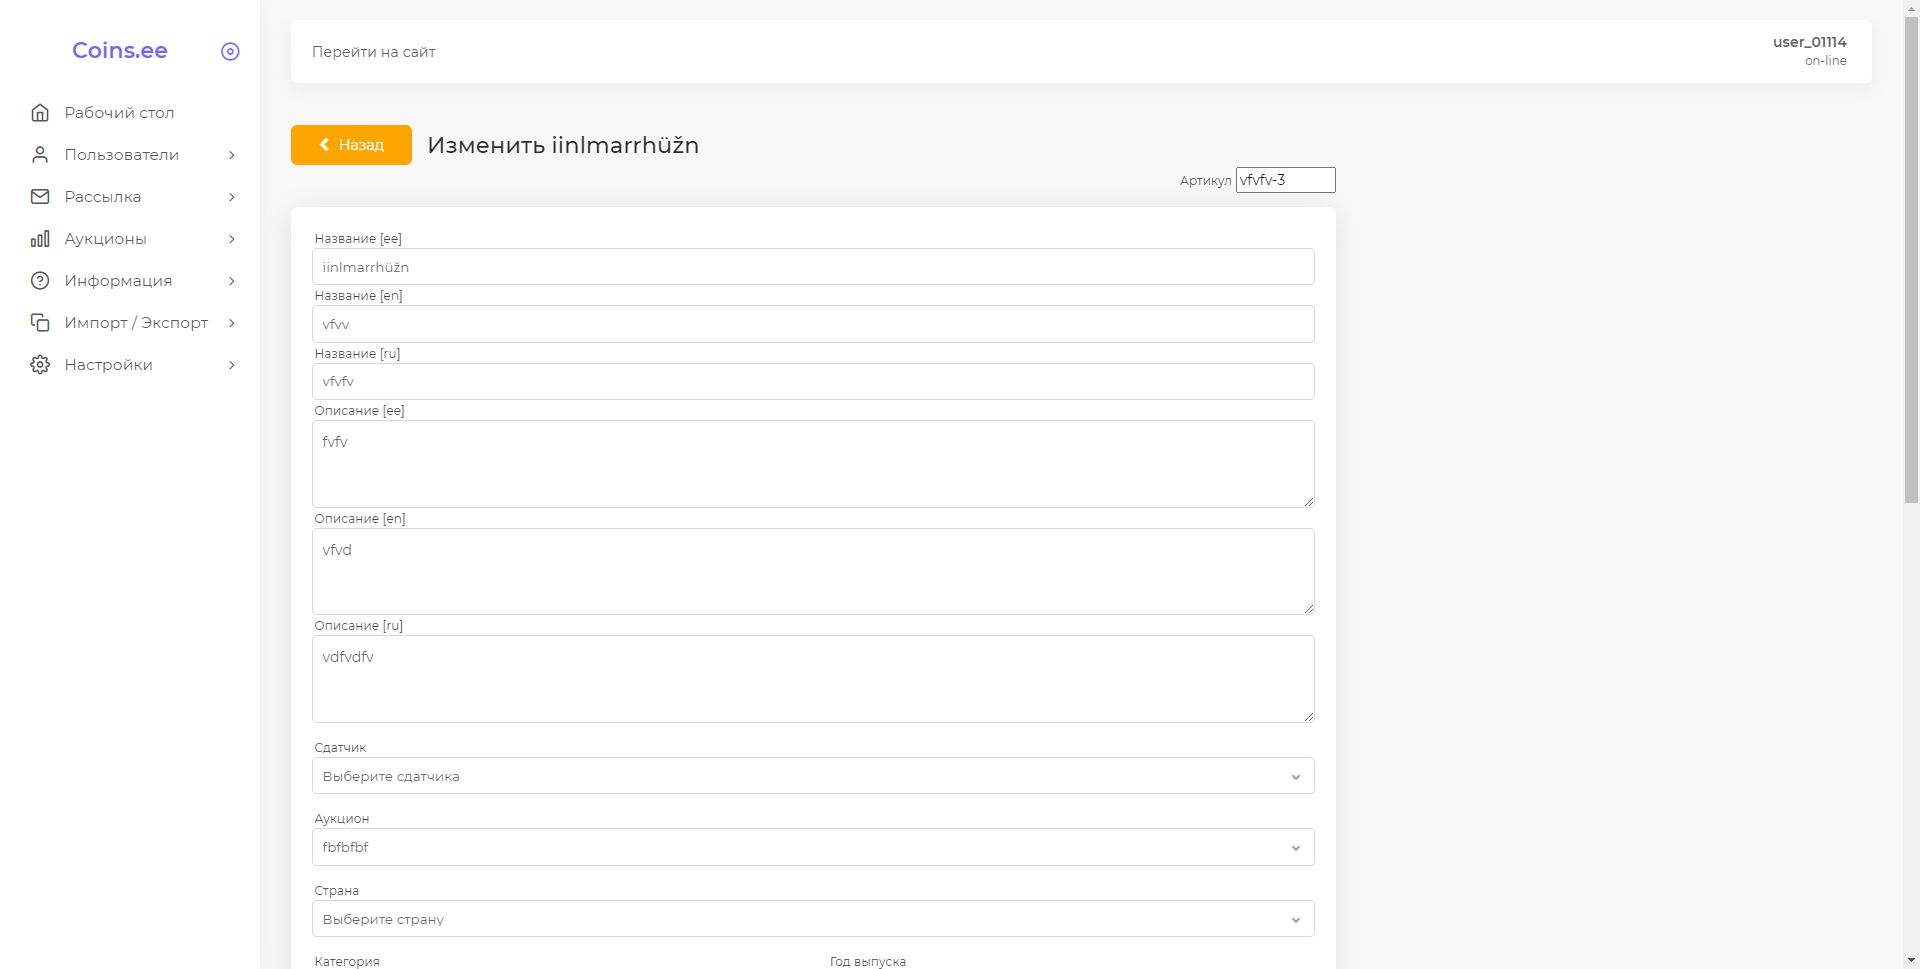 Coins.ee
Рабочий стол
Пользователи
Рассылка
Аукционы
Информация
Импорт / Экспорт
Настройки
Перейти на сайт
user_01114
on-line
Назад
Изменить iinlmarrhüžn
Артикул vfvfv-3
Название [ee]
iinlmarrhüžn
Название [en]
vfvv
Название [ru]
vfvfv
Описание [ee]
fvfv
Описание [en]
vfvd
Описание [ru]
vdfvdfv
Сдатчик
Выберите сдатчика
Аукцион
fbfbfbf
Страна
Выберите страну
Категория Год выпуска